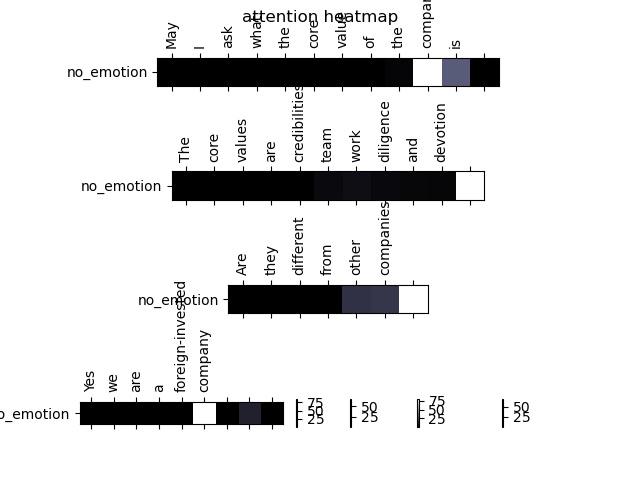 attention heatmap
May I ask what the core value of the company is
no_emotion
The core values are credibilities team work diligence and devotion
no_emotion
Are they different from other companies
no_emotion
Yes we are a foreign-invested company
no_emotion
75 50 25
50 25
75 50 25
50 25